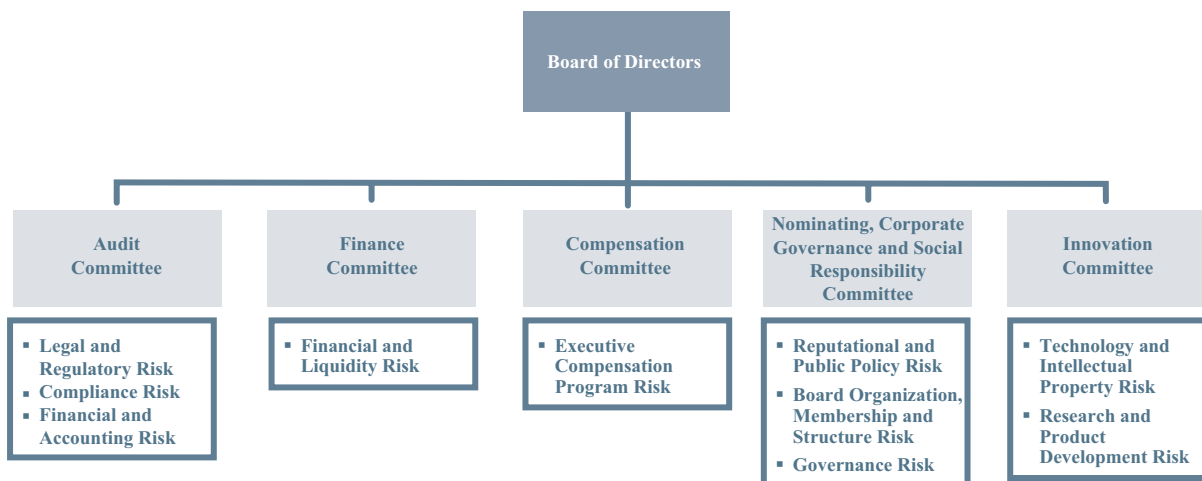 Board of Directors
Audit
Committee
Finance
Committee
Compensation
Committee
Nominating, Corporate
Governance and Social
Responsibility
Committee
Innovation
Committee
▪ Legal and
Regulatory Risk
▪ Compliance Risk
▪ Financial and
Accounting Risk
▪ Financial and
Liquidity Risk
▪ Executive
Compensation
Program Risk
▪ Reputational and
Public Policy Risk
▪ Board Organization,
Membership and
Structure Risk
▪ Governance Risk
▪ Technology and
Intellectual
Property Risk
▪ Research and
Product
Development Risk